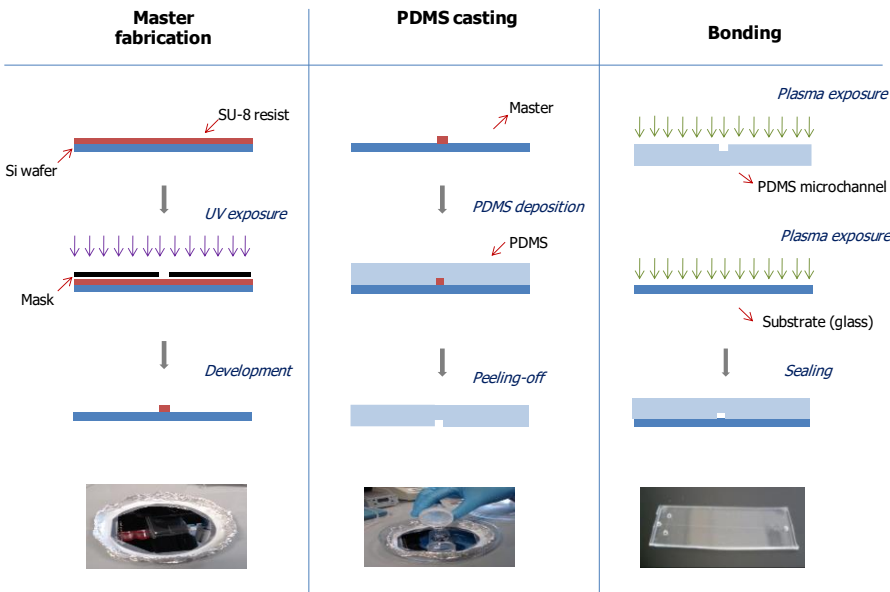 Master
fabrication
SU-8 resist
Si wafer
UV exposure
Mask
Development
PDMS casting
Master
PDMS deposition
PDMS
Peeling-off
Bonding
Plasma exposure
PDMS microchannel
Plasma exposure
Substrate (glass)
Sealing